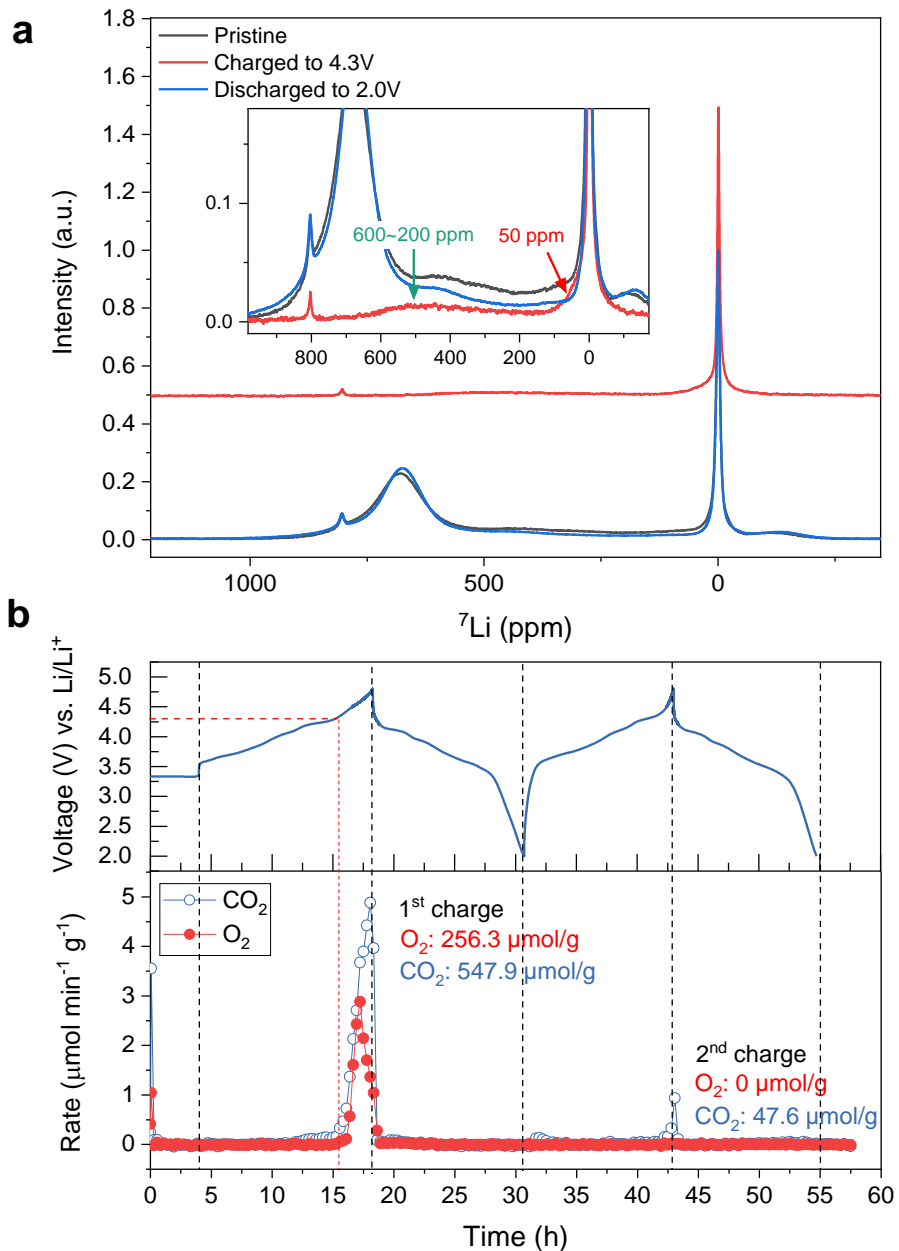 a
Pristine
Charged to 4.3V
Discharged to 2.0V
Intensity (a.u.)
1.8
1.6
1.4
1.2
1.0
0.8
0.6
0.4
0.2
0.0
0.1
0.0
600~200 ppm
50 ppm
800 600 400 200 0
1000 500 0
⁷Li (ppm)
b
Voltage (V) vs. Li/Li⁺
5.0
4.5
4.0
3.5
3.0
2.5
2.0
CO₂
O₂
Rate (μmol min⁻¹ g⁻¹)
5
4
3
2
1
0
1ˢᵗ charge
O₂: 256.3 μmol/g
CO₂: 547.9 μmol/g
2ⁿᵈ charge
O₂: 0 μmol/g
CO₂: 47.6 μmol/g
0 5 10 15 20 25 30 35 40 45 50 55 60
Time (h)